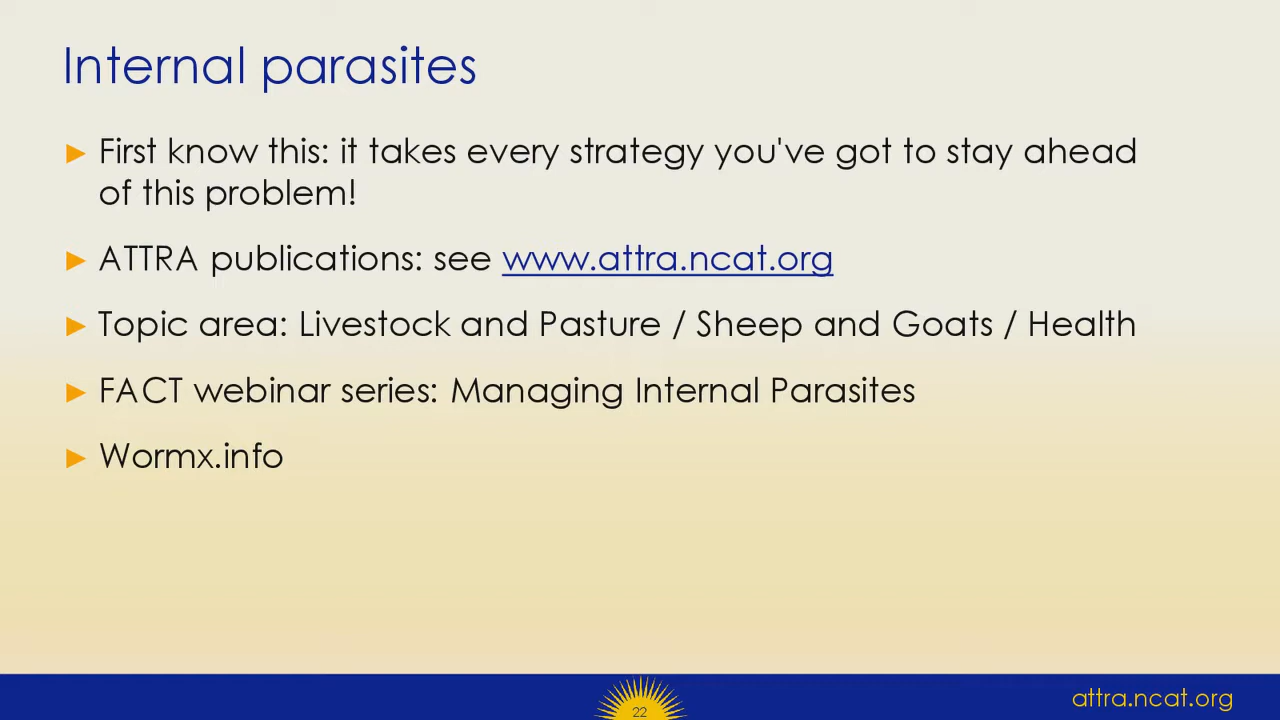 Internal parasites
► First know this: it takes every strategy you've got to stay ahead
of this problem!
► ATTRA publications: see www.attra.ncat.org
► Topic area: Livestock and Pasture / Sheep and Goats / Health
► FACT webinar series: Managing Internal Parasites
► Wormx.info
22
attra.ncat.org